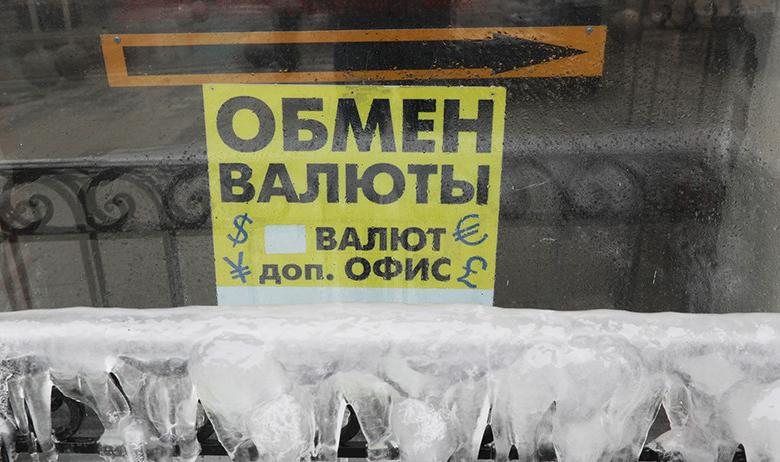 ОБМЕН
ВАЛЮТЫ
$ ВАЛЮТ €
¥ доп. ОФИС £